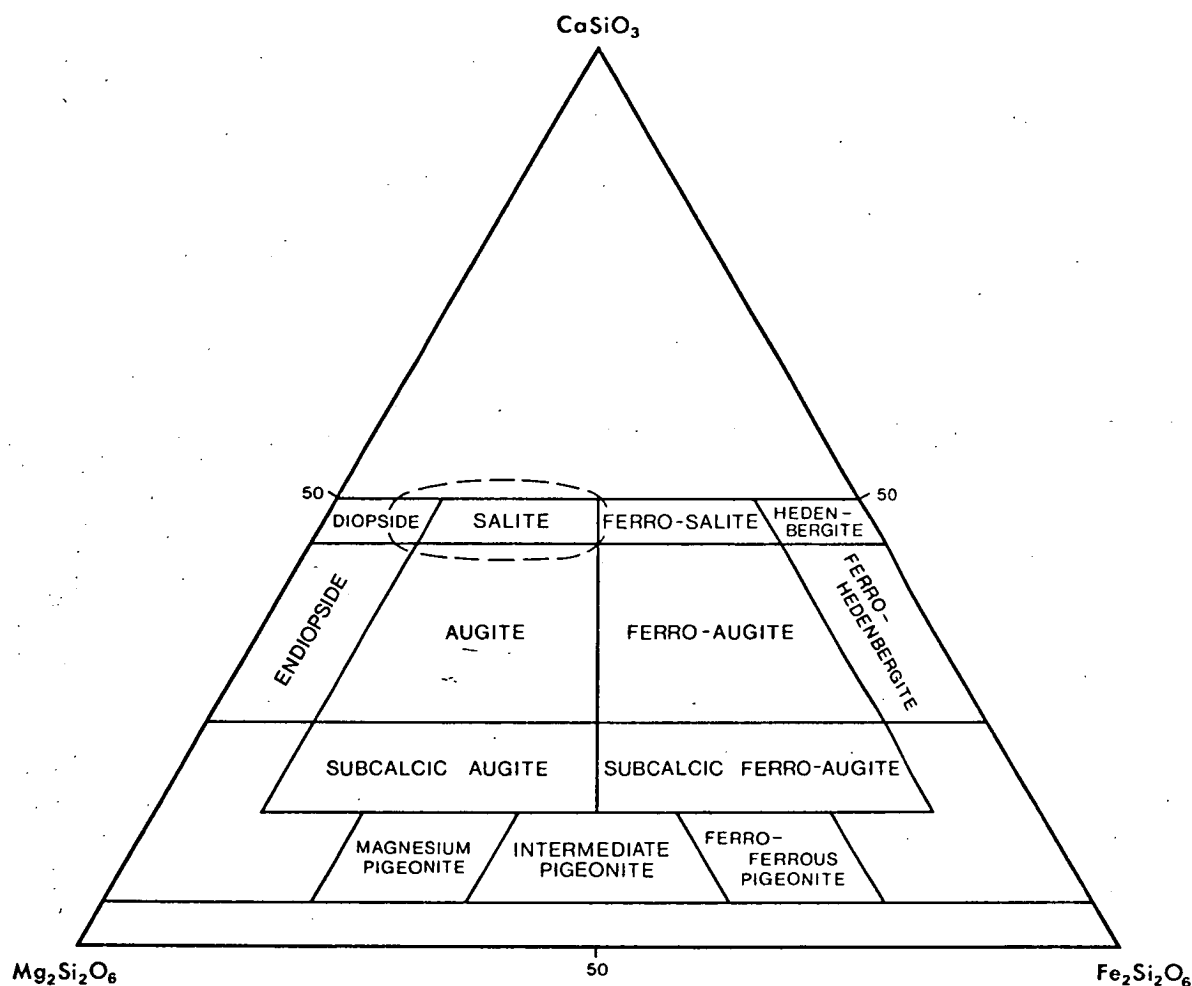 CaSiO₃
50
50
DIOPSIDE
SALITE
FERRO-SALITE
HEDEN-
BERGITE
ENDIOPSIDE
AUGITE
FERRO-AUGITE
FERRO-
HEDENBERGITE
SUBCALCIC AUGITE
SUBCALCIC FERRO-AUGITE
MAGNESIUM
PIGEONITE
INTERMEDIATE
PIGEONITE
FERRO-
FERROUS
PIGEONITE
Mg₂Si₂O₆
50
Fe₂Si₂O₆